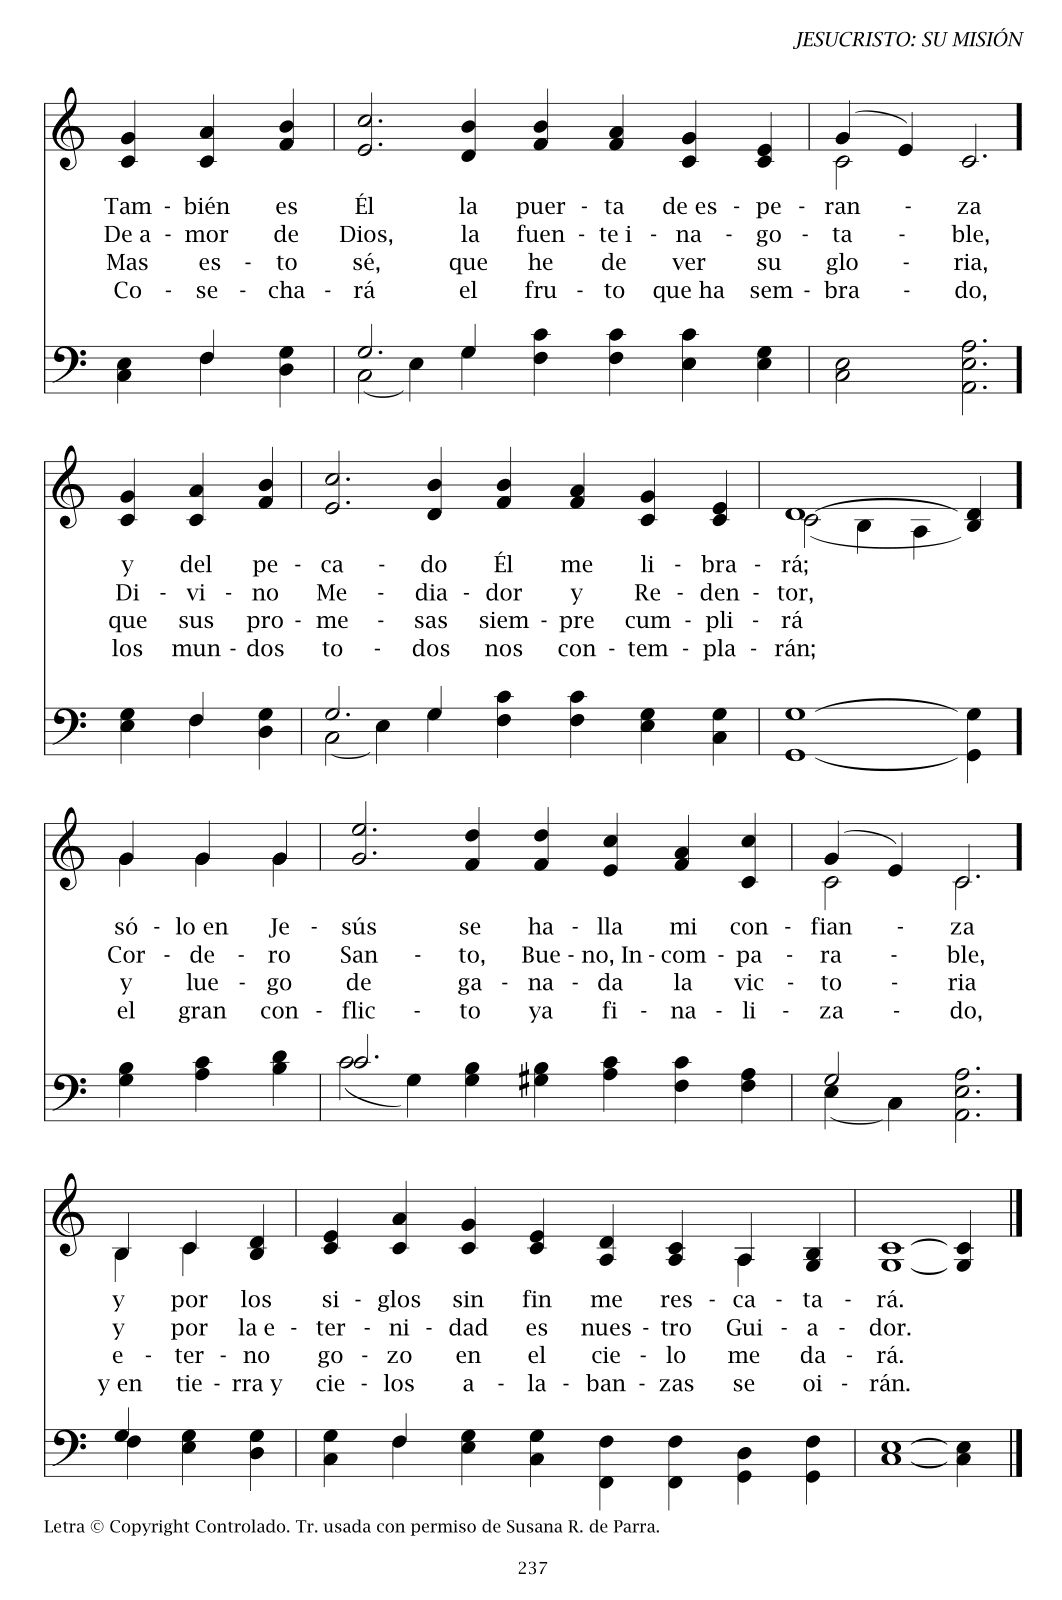 JESUCRISTO: SU MISIÓN
Tam - bién es Él la puer - ta de es - pe - ran - za
De a - mor de Dios, la fuen - te i - na - go - ta - ble,
Mas es - to sé, que he de ver su glo - ria,
Co - se - cha - rá el fru - to que ha sem - bra - do,
y del pe - ca - do Él me li - bra - rá;
Di - vi - no Me - dia - dor y Re - den - tor,
que sus pro - me - sas siem - pre cum - pli - rá
los mun - dos to - dos nos con - tem - pla - rán;
só - lo en Je - sús se ha - lla mi con - fian - za
Cor - de - ro San - to, Bue - no, In - com - pa - ra - ble,
y lue - go de ga - na - da la vic - to - ria
el gran con - flic - to ya fi - na - li - za - do,
y por los si - glos sin fin me res - ca - ta - rá.
y por la e - ter - ni - dad es nues - tro Gui - a - dor.
e - ter - no go - zo en el cie - lo me da - rá.
y en tie - rra y cie - los a - la - ban - zas se oi - rán.
Letra © Copyright Controlado. Tr. usada con permiso de Susana R. de Parra.
237